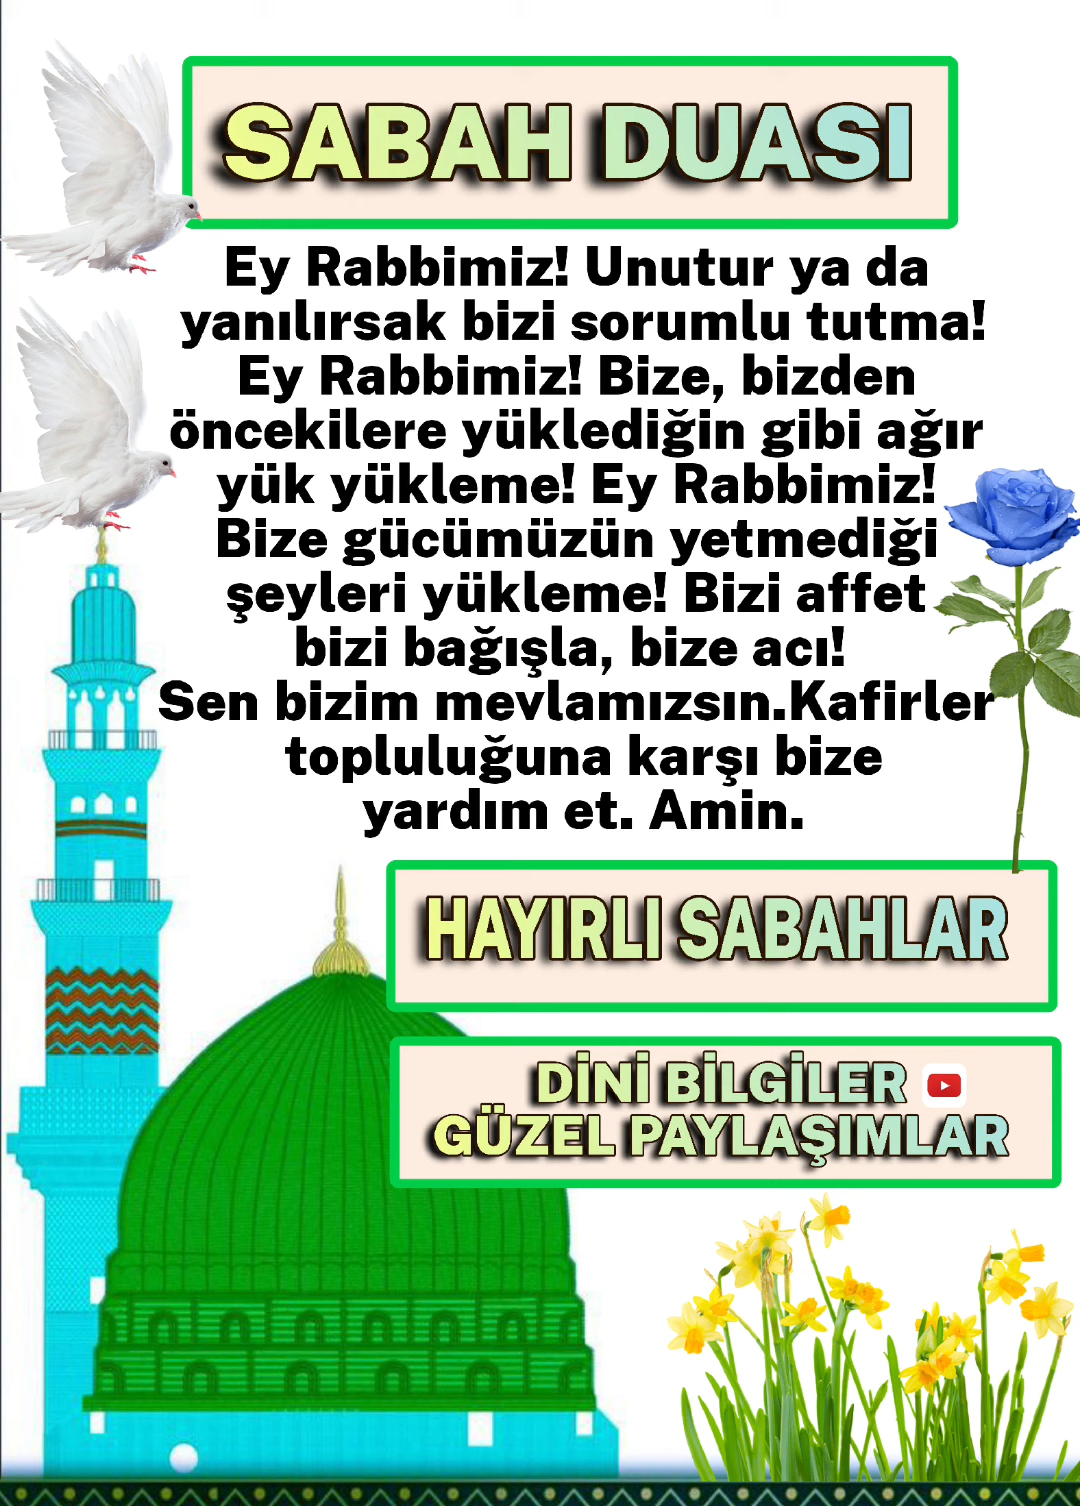 SABAH DUASI
Ey Rabbimiz! Unutur ya da
yanılırsak bizi sorumlu tutma!
Ey Rabbimiz! Bize, bizden
öncekilere yüklediğin gibi ağır
yük yükleme! Ey Rabbimiz!
Bize gücümüzün yetmediği
şeyleri yükleme! Bizi affet
bizi bağışla, bize acı!
Sen bizim mevlamızsın.Kafirler
topluluğuna karşı bize
yardım et. Amin.
HAYIRLI SABAHLAR
DİNİ BİLGİLER
GÜZEL PAYLAŞIMLAR